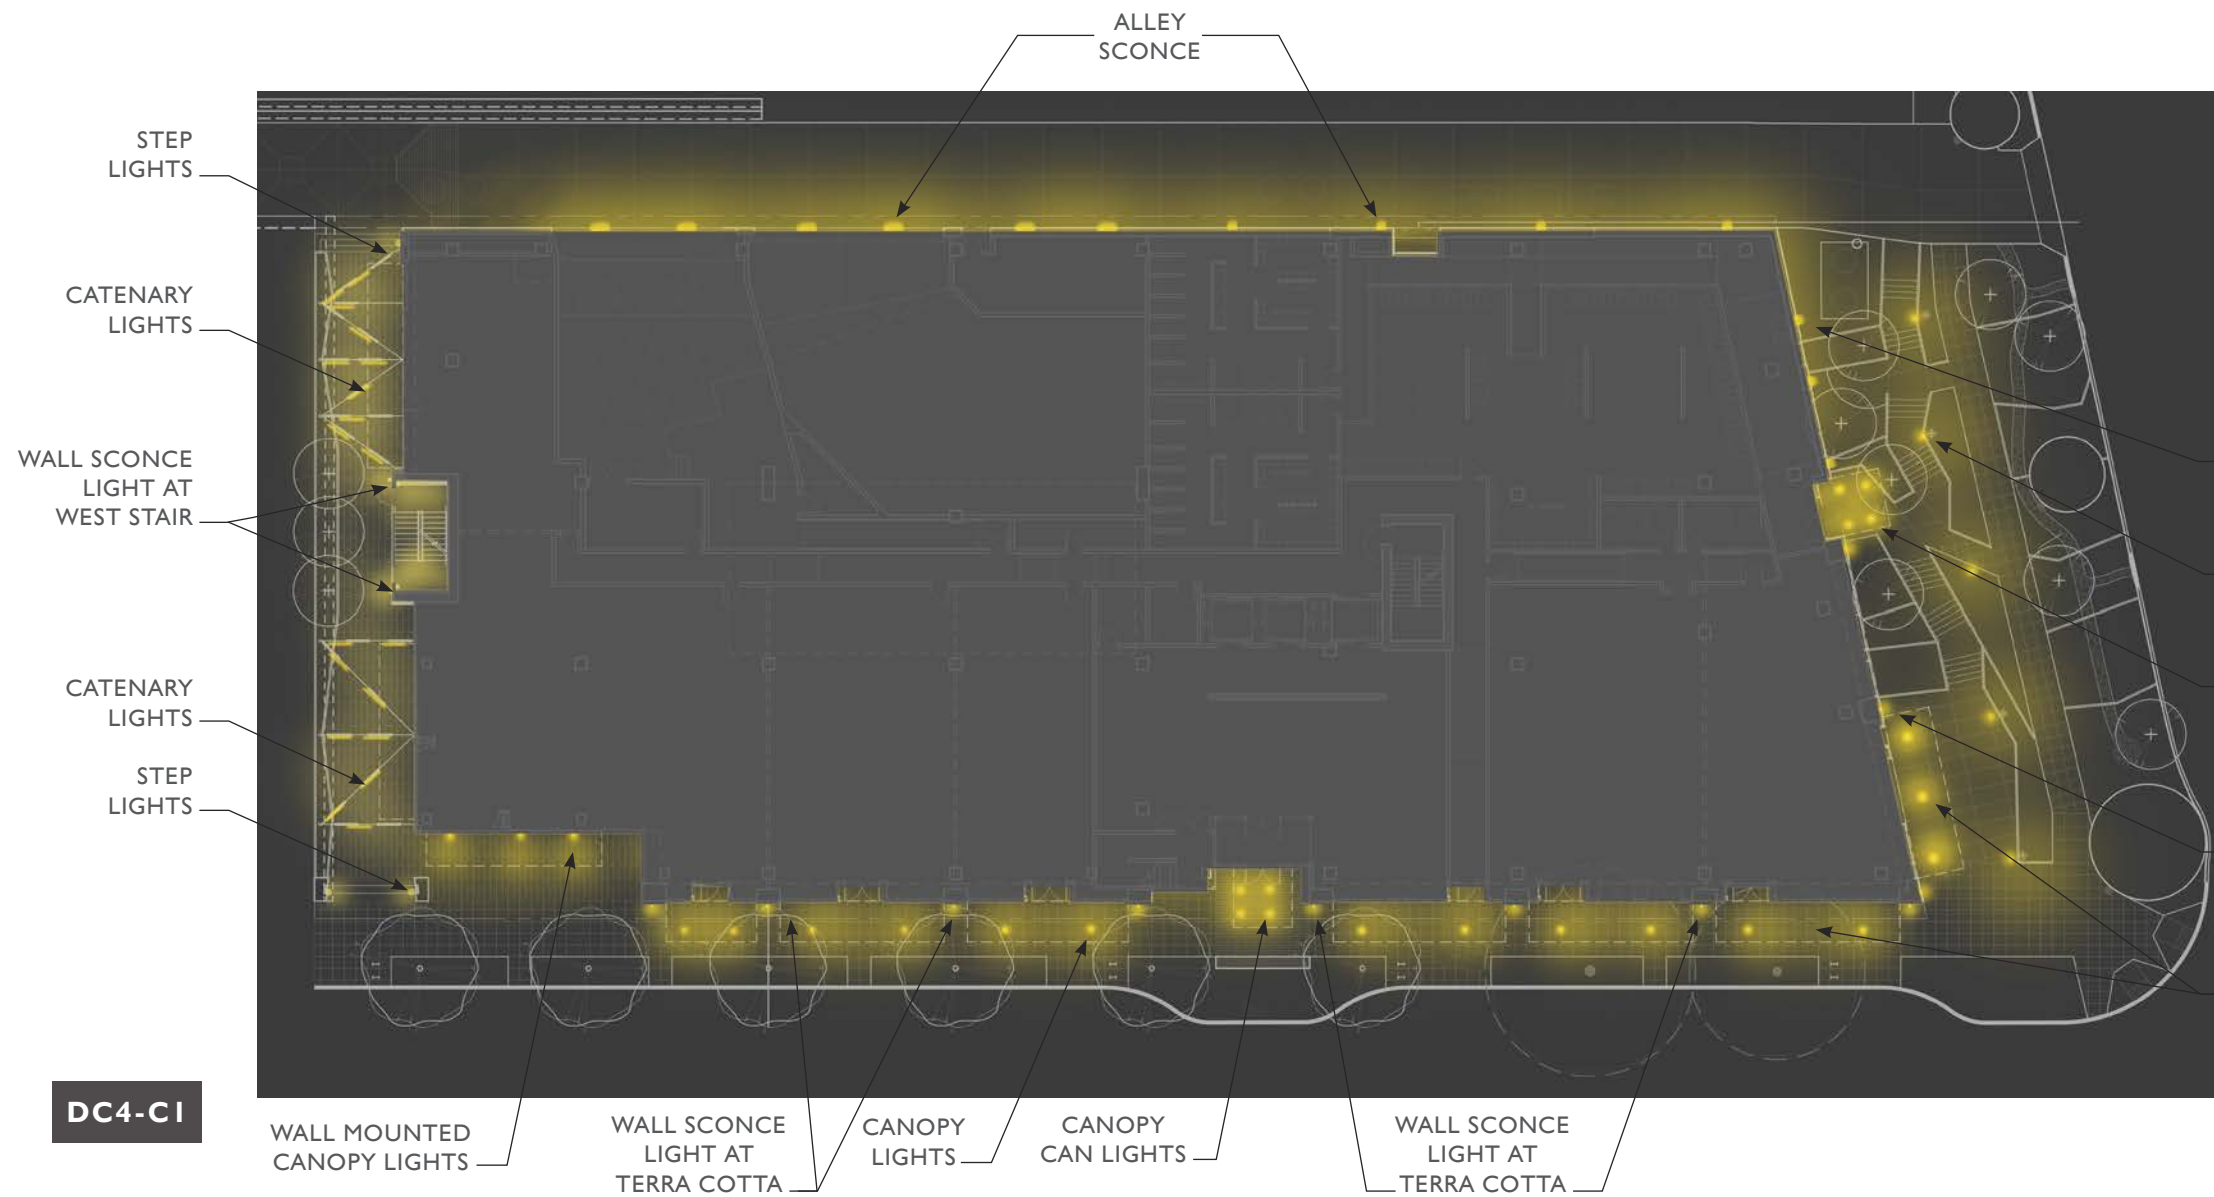 ALLEY
SCONCE
STEP
LIGHTS
CATENARY
LIGHTS
WALL SCONCE
LIGHT AT
WEST STAIR
CATENARY
LIGHTS
STEP
LIGHTS
DC4-C1
WALL MOUNTED
CANOPY LIGHTS
WALL SCONCE
LIGHT AT
TERRA COTTA
CANOPY
LIGHTS
CANOPY
CAN LIGHTS
WALL SCONCE
LIGHT AT
TERRA COTTA